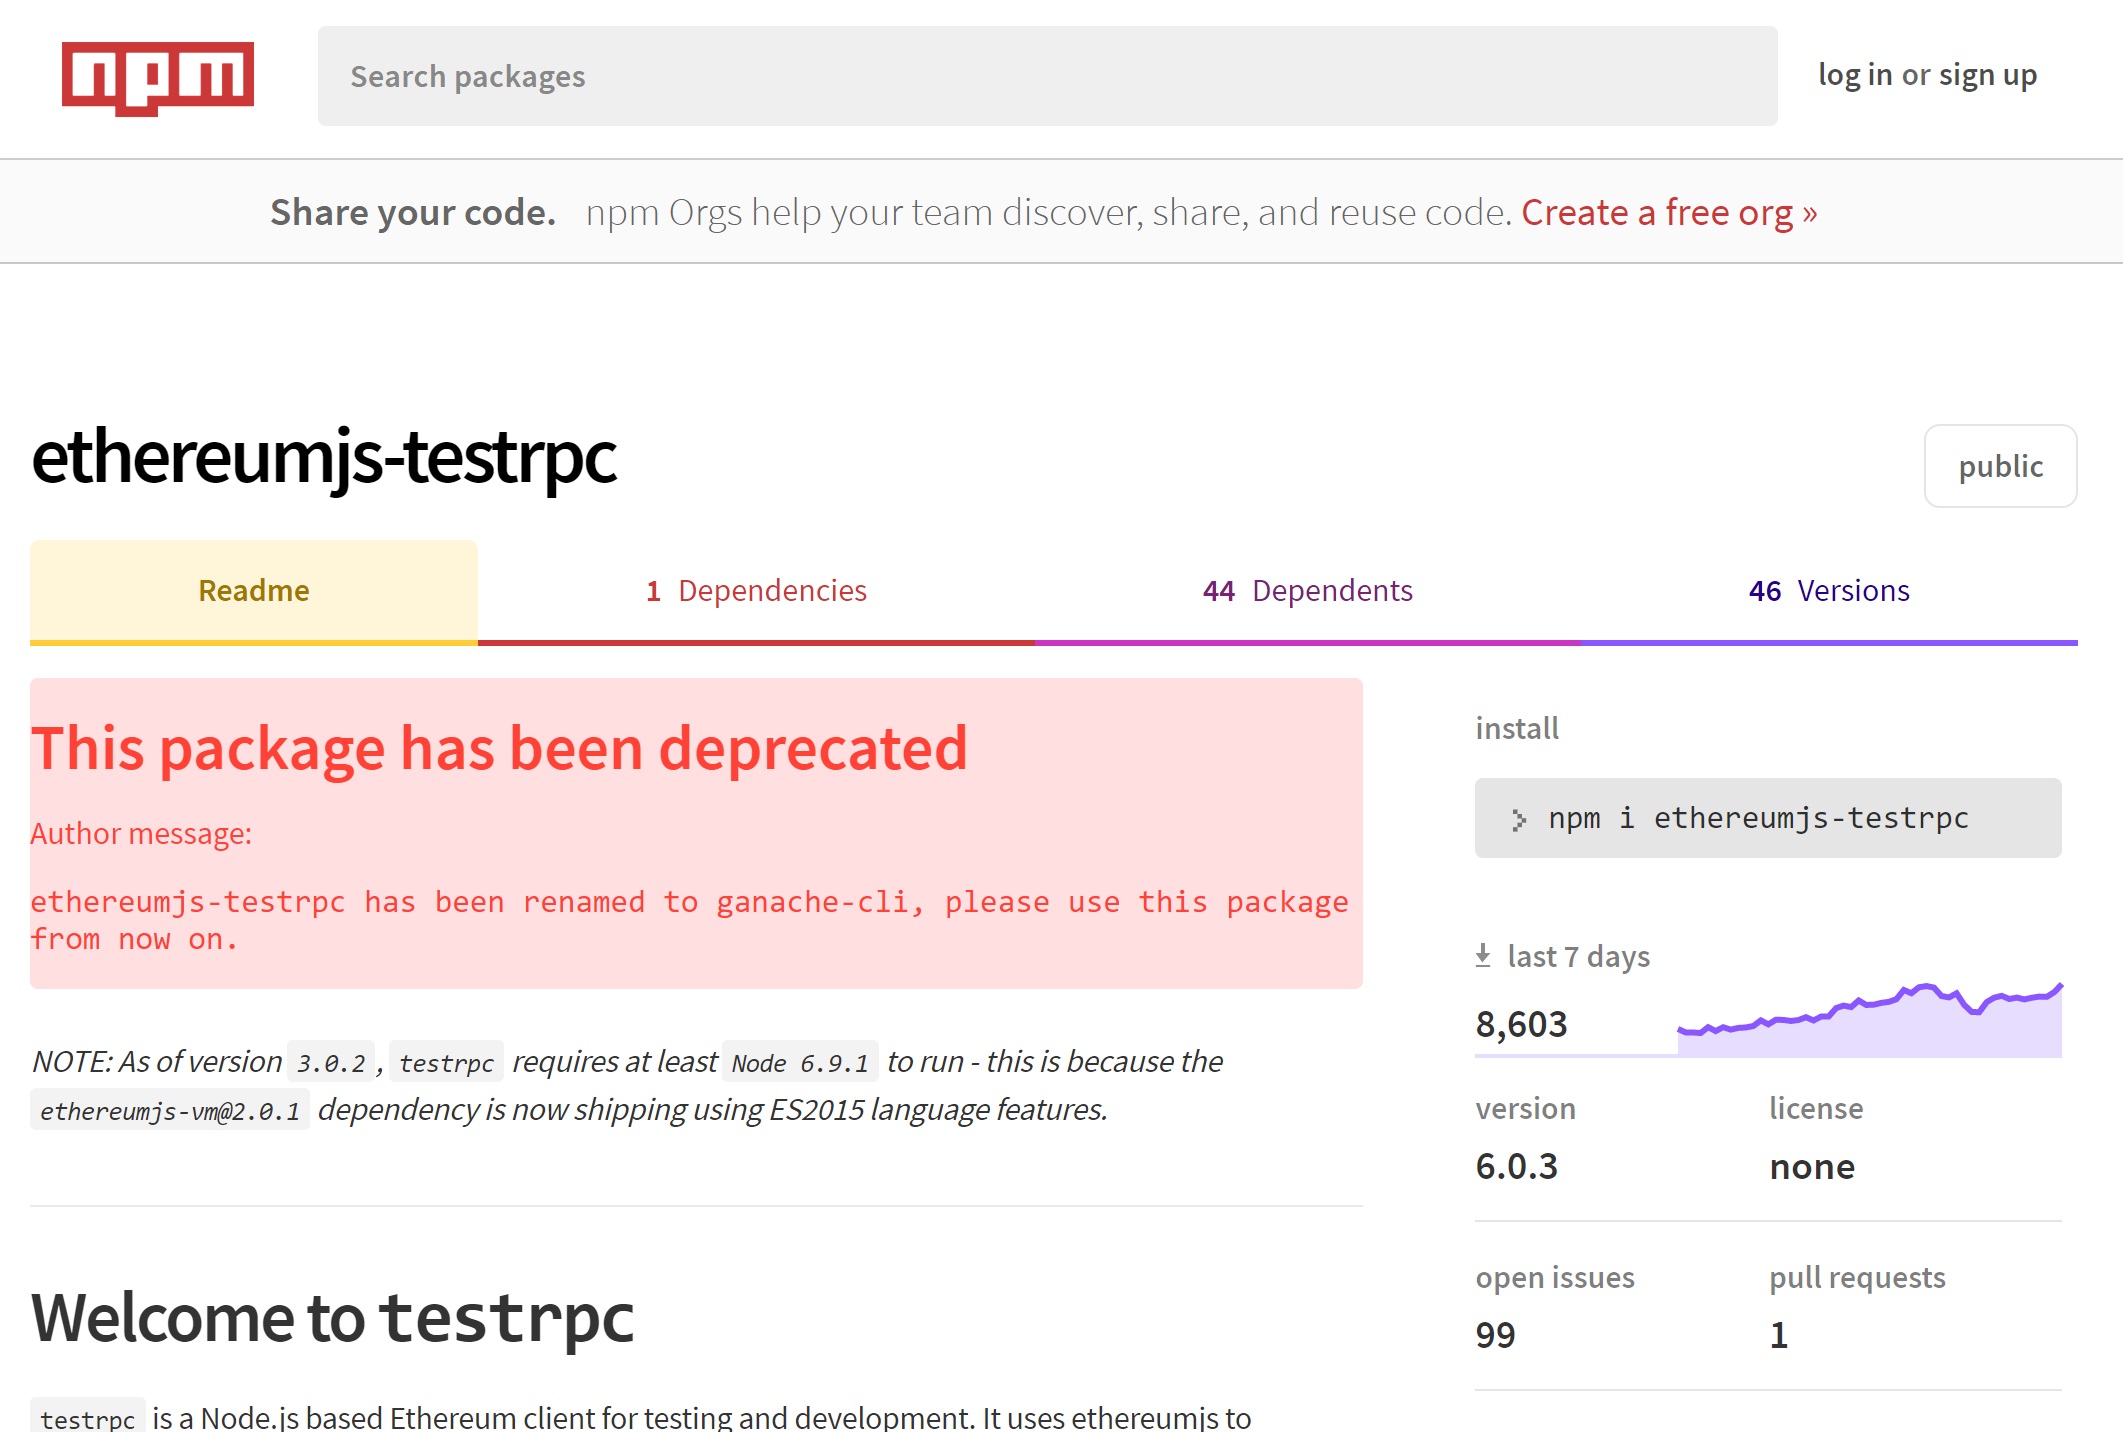 npm
Search packages
log in or sign up
Share your code. npm Orgs help your team discover, share, and reuse code. Create a free org »
ethereumjs-testrpc
public
Readme
1 Dependencies
44 Dependents
46 Versions
This package has been deprecated
Author message:
ethereumjs-testrpc has been renamed to ganache-cli, please use this package
from now on.
NOTE: As of version 3.0.2, testrpc requires at least Node 6.9.1 to run - this is because the
ethereumjs-vm@2.0.1 dependency is now shipping using ES2015 language features.
Welcome to testrpc
testrpc is a Node.js based Ethereum client for testing and development. It uses ethereumjs to
install
npm i ethereumjs-testrpc
last 7 days
8,603
version
6.0.3
license
none
open issues
99
pull requests
1